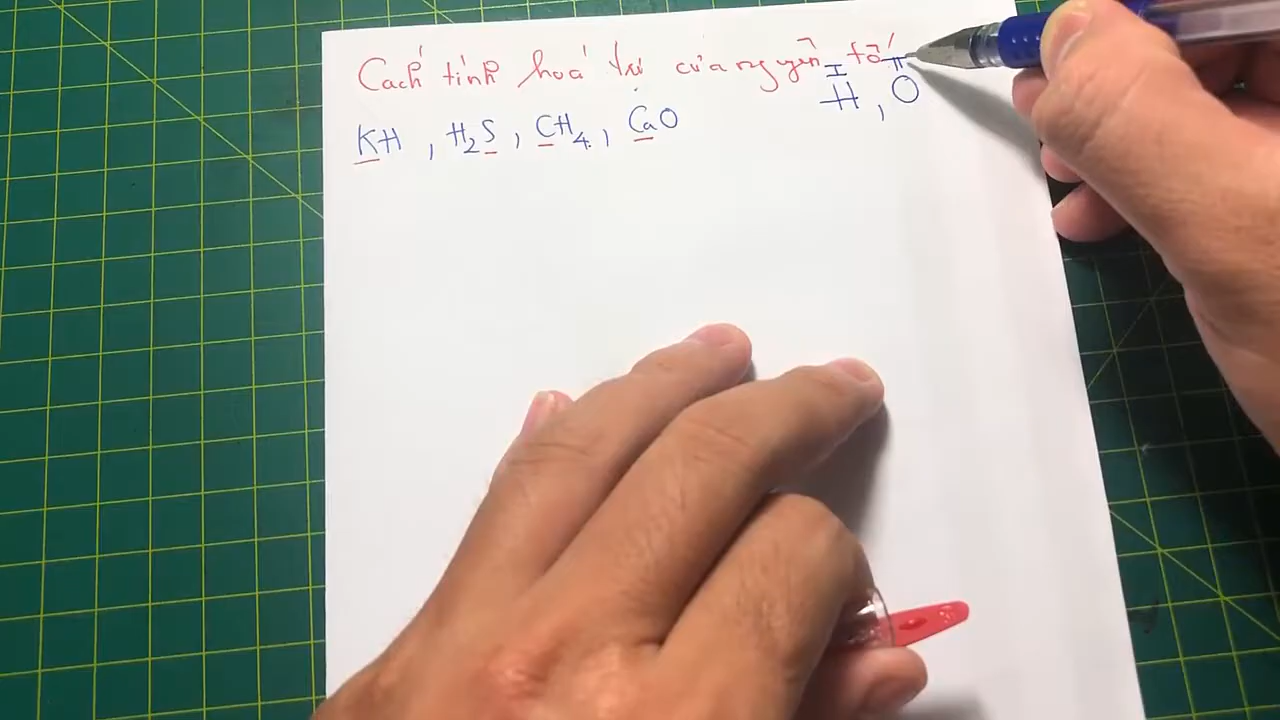 Cách tính hoá trị của nguyên tố
I II
H , O
KH , H₂S , CH₄ , CaO